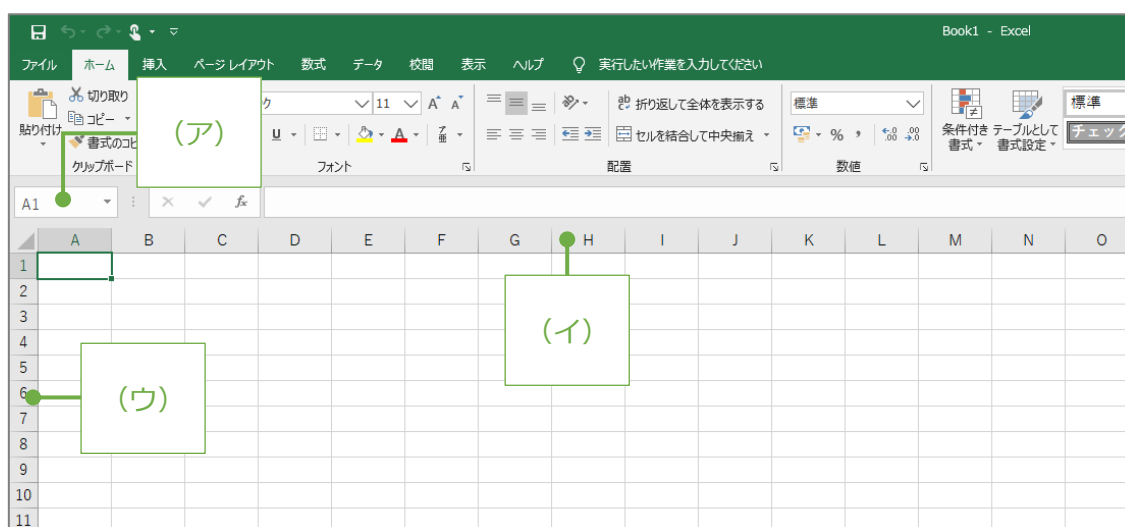 Book1 - Excel
ファイル ホーム 挿入 ページ レイアウト 数式 データ 校閲 表示 ヘルプ 実行したい作業を入力してください
切り取り 11 A A ab 折り返して全体を表示する 標準 標準
コピー
貼り付け (ア) U A セルを結合して中央揃え % 条件付き テーブルとして チェック
書式のコピ 書式 書式設定
クリップボード フォント 配置 数値
A1 fx
A B C D E F G H I J K L M N O
1
2
3
4
(イ)
5
6
(ウ)
7
8
9
10
11